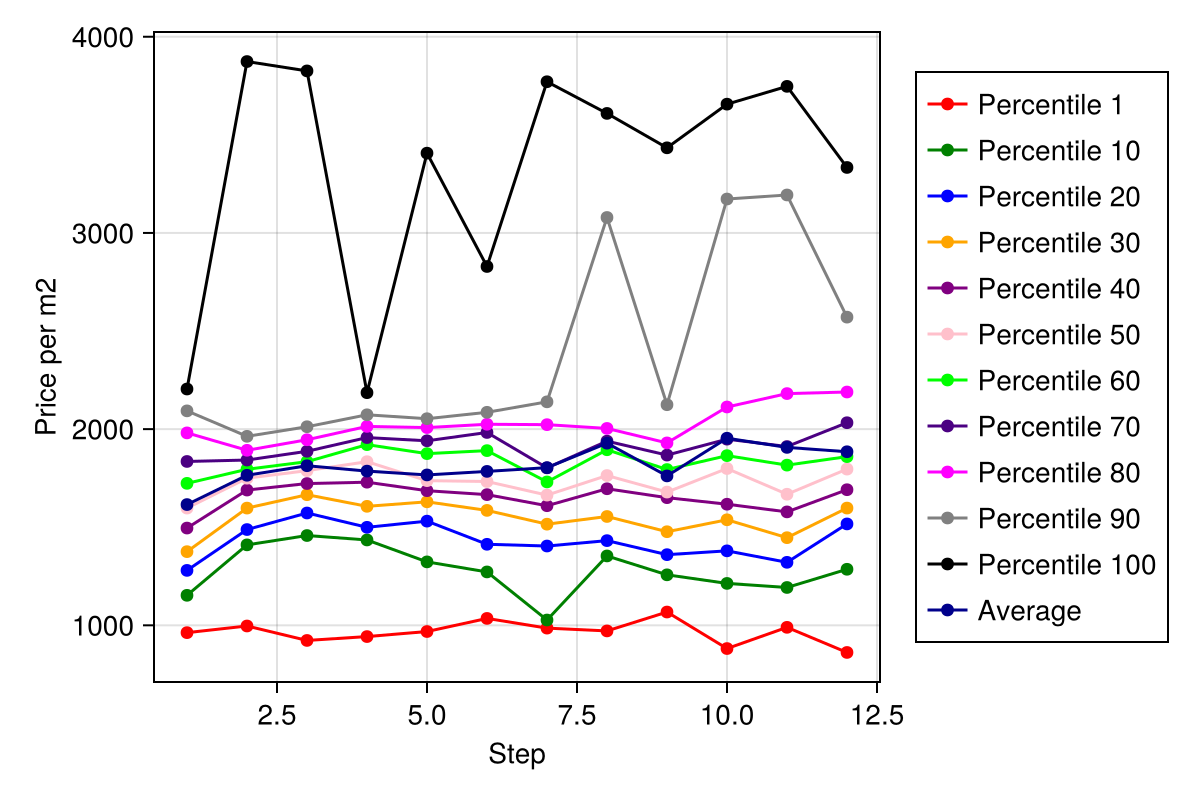 4000
3000
2000
1000
Price per m2
2.5 5.0 7.5 10.0 12.5
Step
Percentile 1
Percentile 10
Percentile 20
Percentile 30
Percentile 40
Percentile 50
Percentile 60
Percentile 70
Percentile 80
Percentile 90
Percentile 100
Average